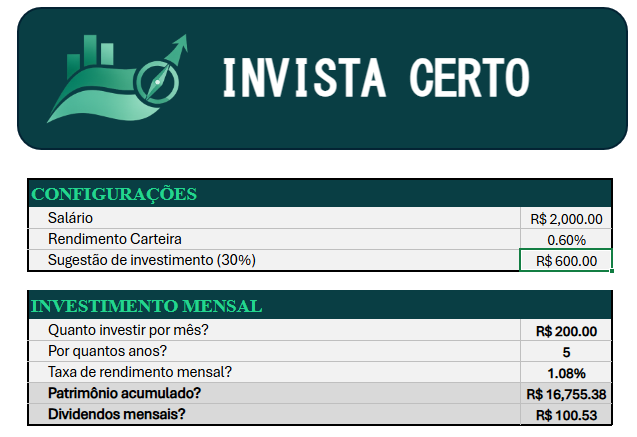 INVISTA CERTO
CONFIGURAÇÕES
Salário R$ 2,000.00
Rendimento Carteira 0.60%
Sugestão de investimento (30%) R$ 600.00
INVESTIMENTO MENSAL
Quanto investir por mês? R$ 200.00
Por quantos anos? 5
Taxa de rendimento mensal? 1.08%
Patrimônio acumulado? R$ 16,755.38
Dividendos mensais? R$ 100.53